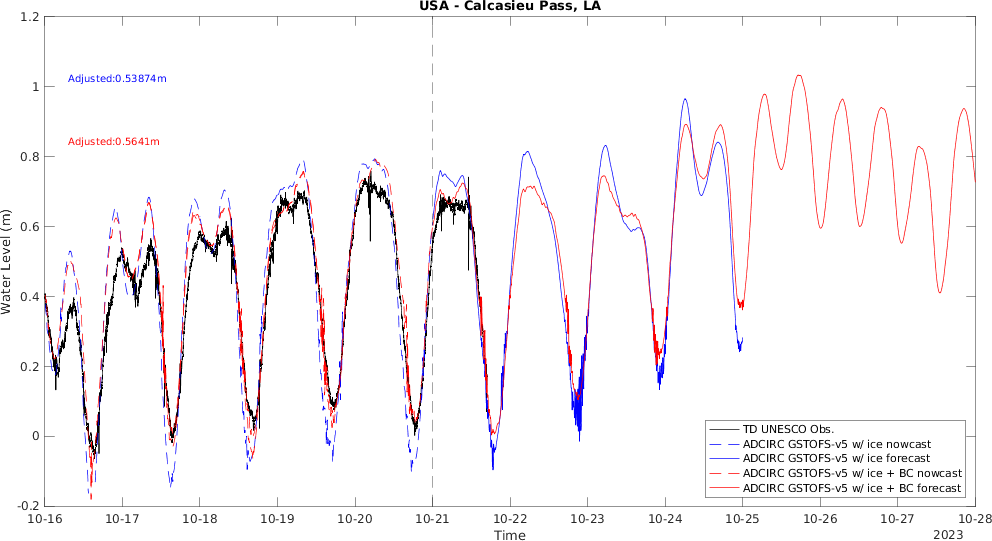 USA - Calcasieu Pass, LA
1.2
1
0.8
0.6
0.4
0.2
0
-0.2
Water Level (m)
Adjusted:0.53874m
Adjusted:0.5641m
TD UNESCO Obs.
ADCIRC GSTOFS-v5 w/ ice nowcast
ADCIRC GSTOFS-v5 w/ ice forecast
ADCIRC GSTOFS-v5 w/ ice + BC nowcast
ADCIRC GSTOFS-v5 w/ ice + BC forecast
10-16 10-17 10-18 10-19 10-20 10-21 10-22 10-23 10-24 10-25 10-26 10-27 10-28
Time
2023